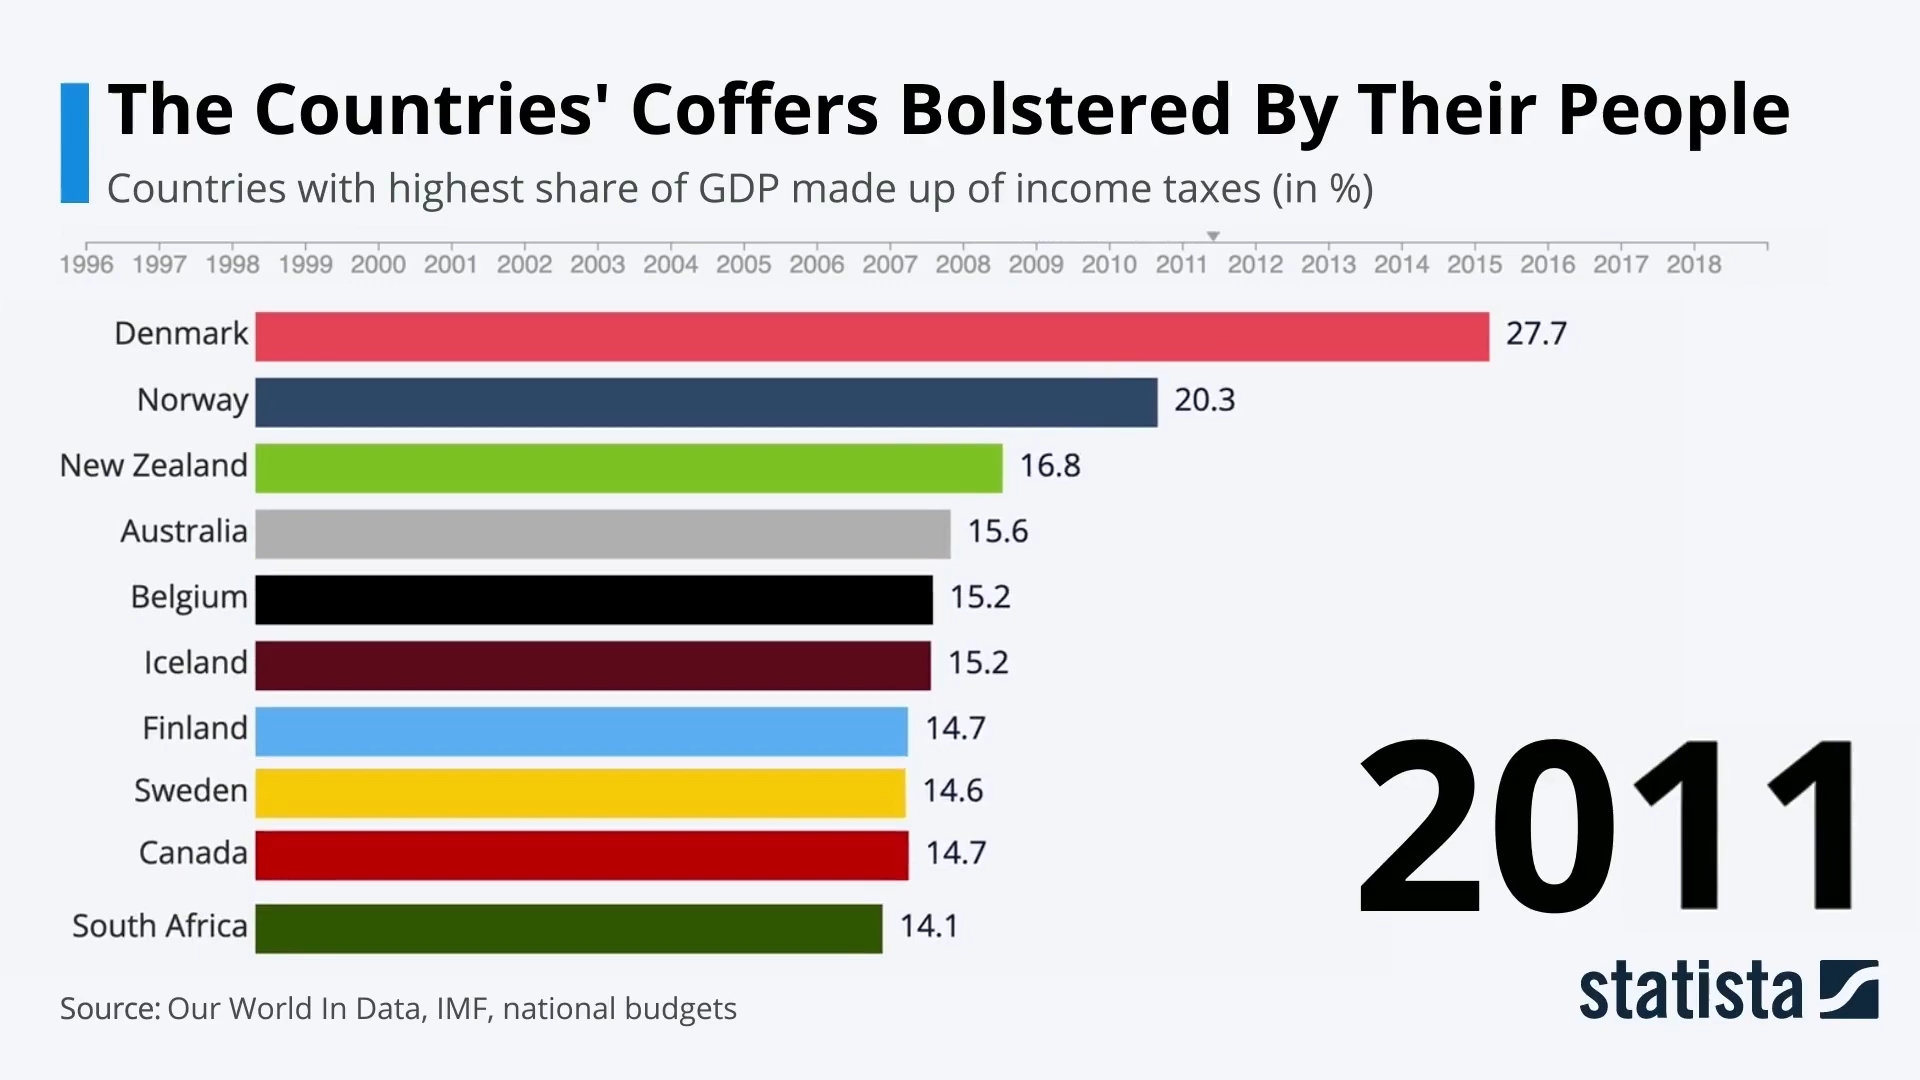 The Countries' Coffers Bolstered By Their People
Countries with highest share of GDP made up of income taxes (in %)
1996 1997 1998 1999 2000 2001 2002 2003 2004 2005 2006 2007 2008 2009 2010 2011 2012 2013 2014 2015 2016 2017 2018
Denmark 27.7
Norway 20.3
New Zealand 16.8
Australia 15.6
Belgium 15.2
Iceland 15.2
Finland 14.7
Sweden 14.6
Canada 14.7
South Africa 14.1
2011
Source: Our World In Data, IMF, national budgets
statista